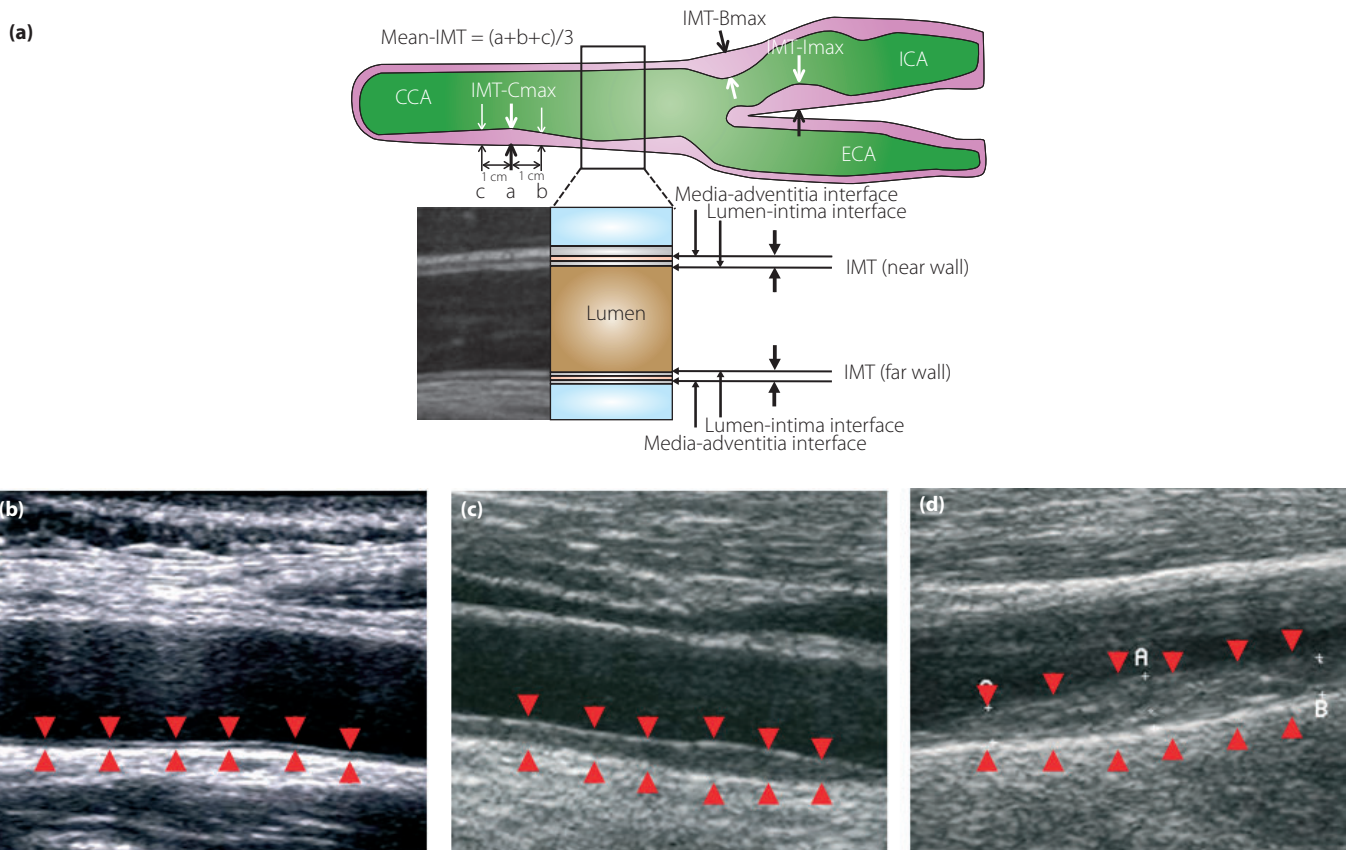 (a)
Mean-IMT = (a+b+c)/3
IMT-Bmax
IMT-Imax
ICA
CCA
IMT-Cmax
ECA
1 cm 1 cm
c a b
Media-adventitia interface
Lumen-intima interface
IMT (near wall)
Lumen
IMT (far wall)
Lumen-intima interface
Media-adventitia interface
(b)
(c)
(d)
A
B